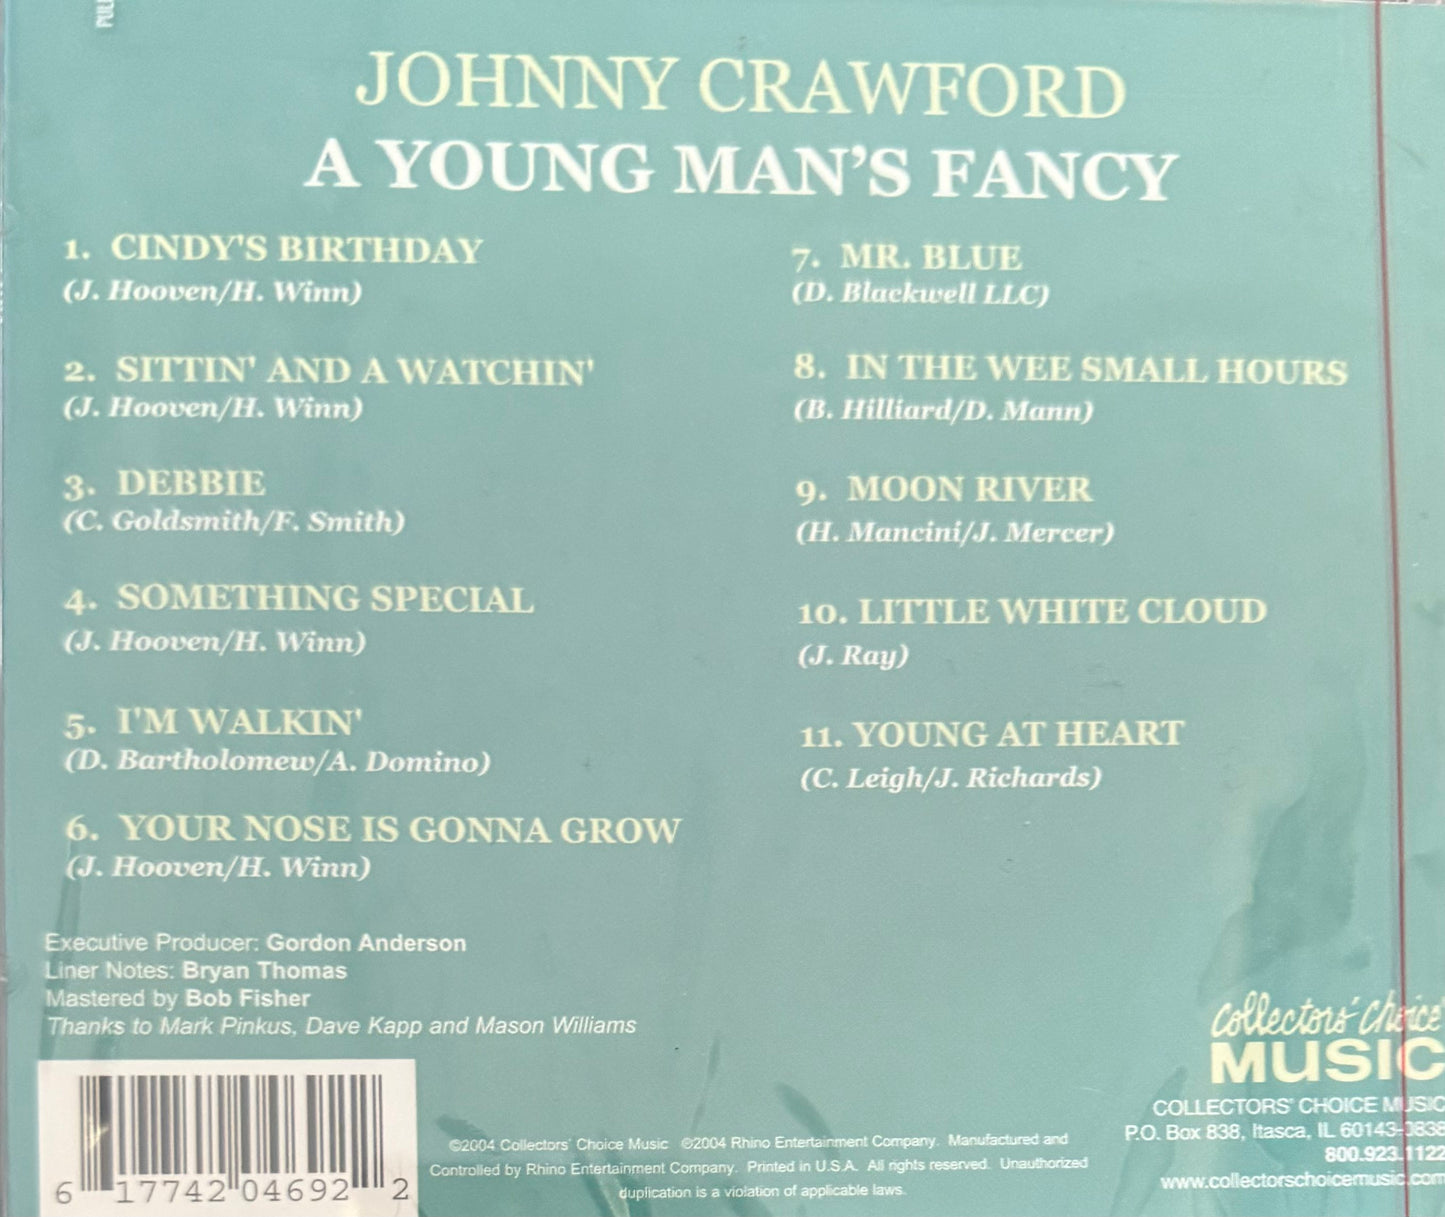 JOHNNY CRAWFORD
A YOUNG MAN'S FANCY
1. CINDY'S BIRTHDAY
(J. Hooven/H. Winn)
2. SITTIN' AND A WATCHIN'
(J. Hooven/H. Winn)
3. DEBBIE
(C. Goldsmith/F. Smith)
4. SOMETHING SPECIAL
(J. Hooven/H. Winn)
5. I'M WALKIN'
(D. Bartholomew/A. Domino)
6. YOUR NOSE IS GONNA GROW
(J. Hooven/H. Winn)
7. MR. BLUE
(D. Blackwell LLC)
8. IN THE WEE SMALL HOURS
(B. Hilliard/D. Mann)
9. MOON RIVER
(H. Mancini/J. Mercer)
10. LITTLE WHITE CLOUD
(J. Ray)
11. YOUNG AT HEART
(C. Leigh/J. Richards)
Executive Producer: Gordon Anderson
Liner Notes: Bryan Thomas
Mastered by Bob Fisher
Thanks to Mark Pinkus, Dave Kapp and Mason Williams
6 17742 04692 2
©2004 Collectors' Choice Music ©2004 Rhino Entertainment Company. Manufactured and
Controlled by Rhino Entertainment Company. Printed in U.S.A. All rights reserved. Unauthorized
duplication is a violation of applicable laws.
Collectors' Choice
MUSIC
COLLECTORS' CHOICE MUSIC
P.O. Box 838, Itasca, IL 60143-0838
800.923.1122
www.collectorschoicemusic.com